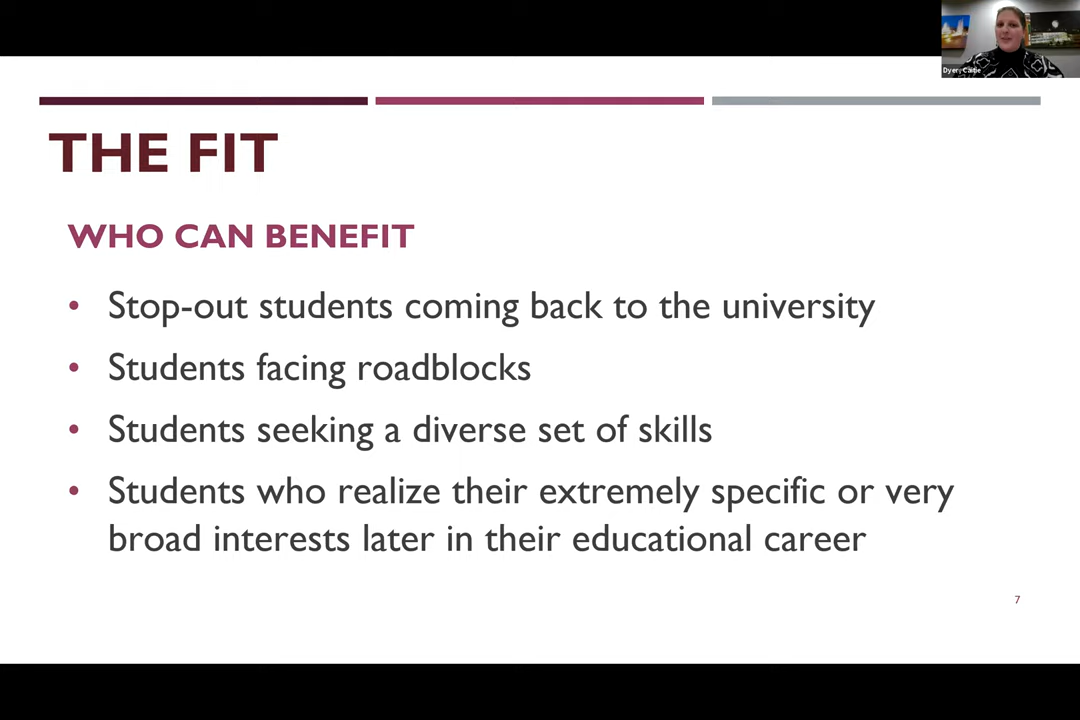 Dyer, Caitie
THE FIT
WHO CAN BENEFIT
• Stop-out students coming back to the university
• Students facing roadblocks
• Students seeking a diverse set of skills
• Students who realize their extremely specific or very
broad interests later in their educational career
7